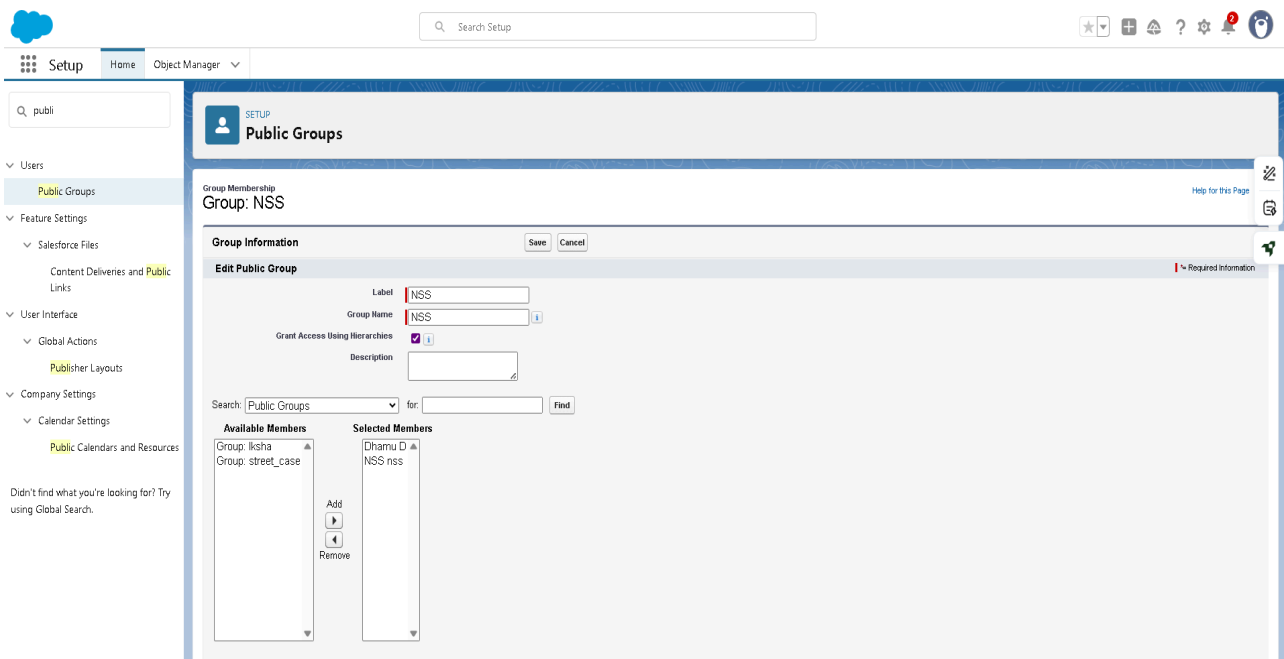 Search Setup
2
Setup
Home
Object Manager
publi
Users
Public Groups
Feature Settings
Salesforce Files
Content Deliveries and Public
Links
User Interface
Global Actions
Publisher Layouts
Company Settings
Calendar Settings
Public Calendars and Resources
Didn't find what you're looking for? Try
using Global Search.
SETUP
Public Groups
Group Membership
Group: NSS
Help for this Page
Group Information
Save
Cancel
Edit Public Group
= Required Information
Label
NSS
Group Name
NSS
i
Grant Access Using Hierarchies
i
Description
Search: Public Groups for: Find
Available Members
Group: Iksha
Group: street_case
Add
Remove
Selected Members
Dhamu D
NSS nss